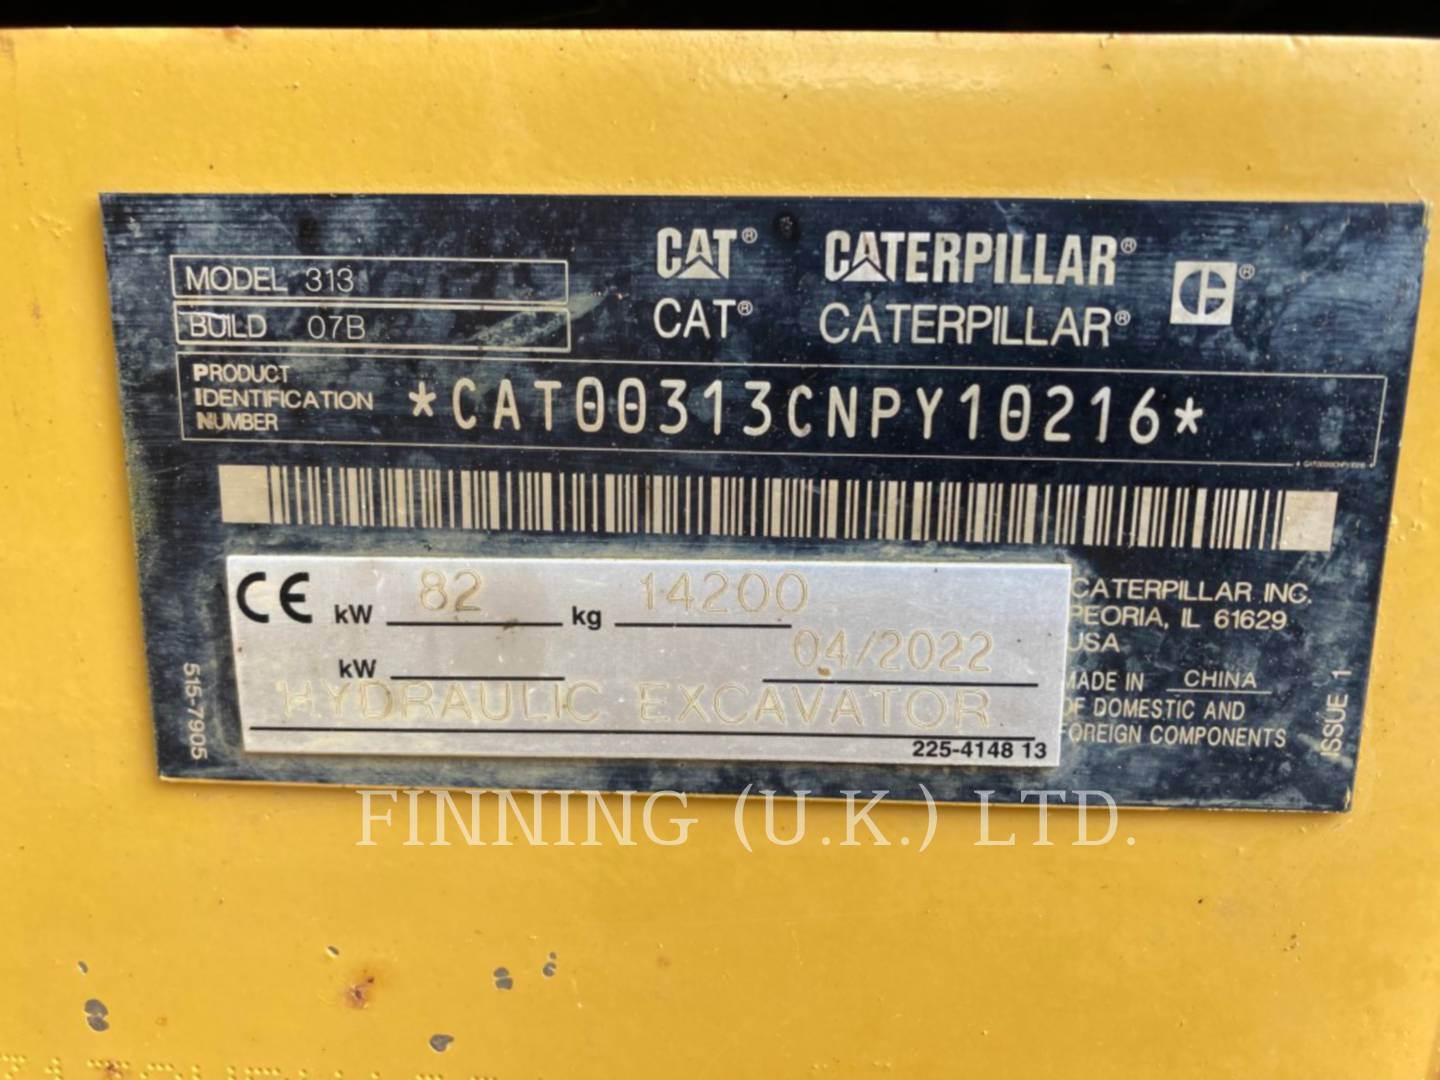 MODEL 313
BUILD 07B
CAT® CATERPILLAR® ®
CAT® CATERPILLAR®
PRODUCT
IDENTIFICATION
NUMBER
*CAT00313CNPY10216*
CE kW 82 kg 14200
kW 04/2022
HYDRAULIC EXCAVATOR
225-4148 13
CATERPILLAR INC.
PEORIA, IL 61629
USA
MADE IN CHINA
OF DOMESTIC AND
FOREIGN COMPONENTS
515-7905
ISSUE 1
FINNING (U.K.) LTD.